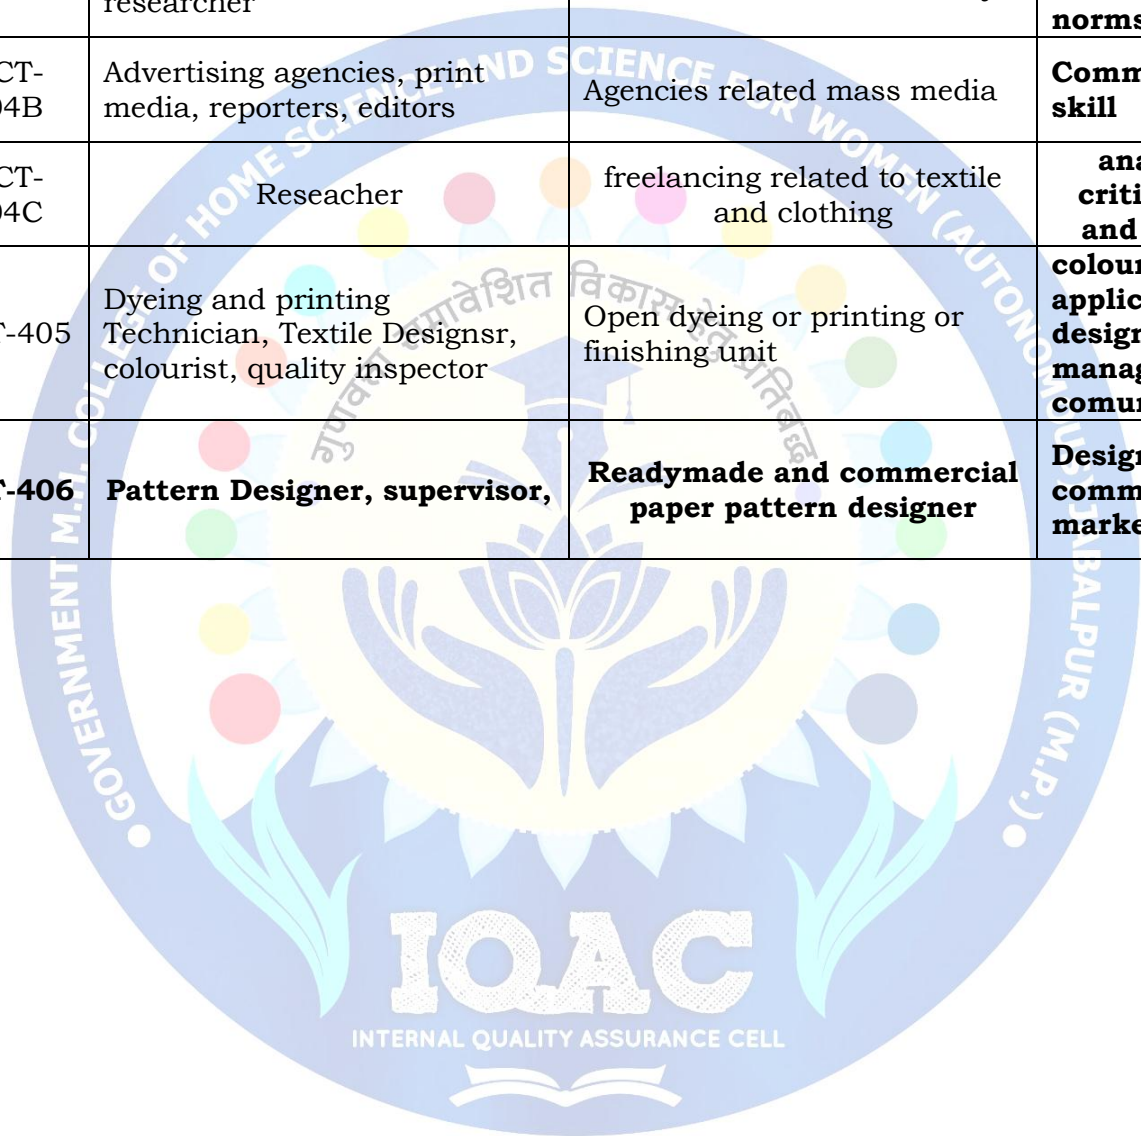 researcher
norms
CT-
04B
Advertising agencies, print
media, reporters, editors
Agencies related mass media
Comm
skill
CT-
04C
Reseacher
freelancing related to textile
and clothing
ana
criti
and
T-405
Dyeing and printing
Technician, Textile Designsr,
colourist, quality inspector
Open dyeing or printing or
finishing unit
colour
applic
design
manag
comun
T-406
Pattern Designer, supervisor,
Readymade and commercial
paper pattern designer
Design
comm
marke
GOVERNMENT M.H. COLLEGE OF HOME SCIENCE AND SCIENCE FOR WOMEN (AUTONOMOUS) JABALPUR (M.P.)
गुणवत्ता समावेशित विकास हेतु प्रतिबद्ध
IQAC
INTERNAL QUALITY ASSURANCE CELL